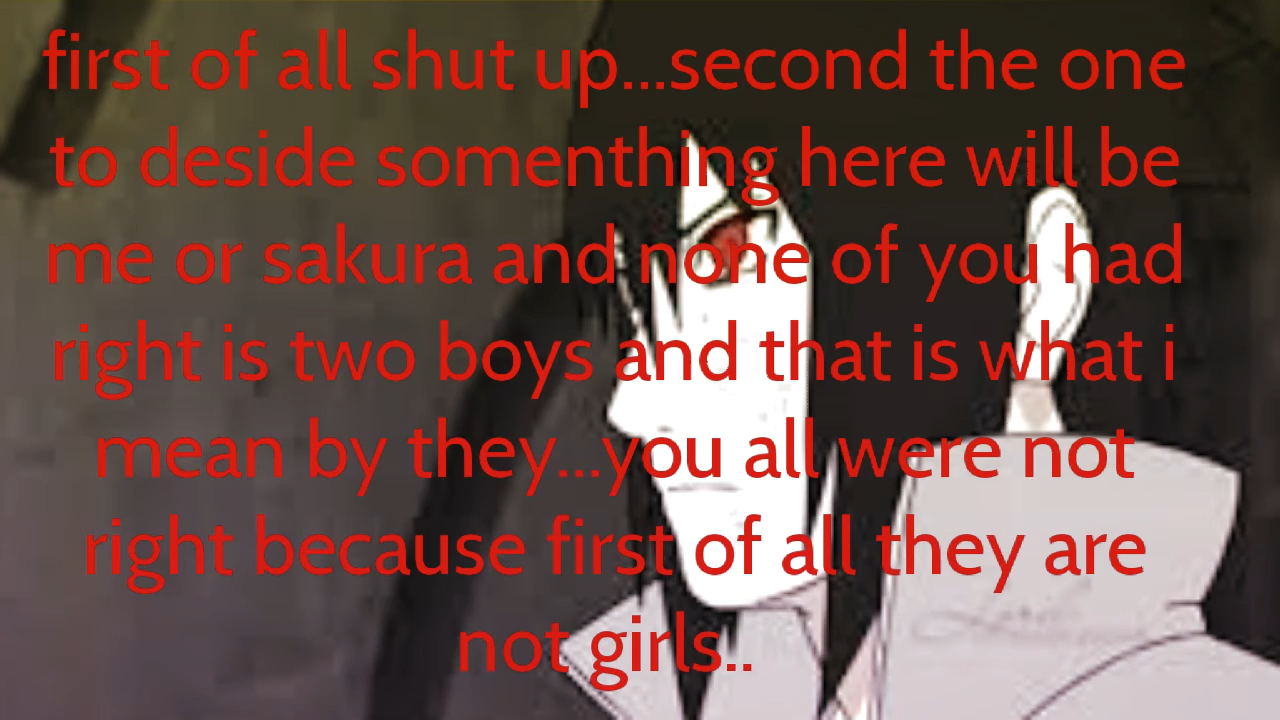 first of all shut up...second the one
to deside somenthing here will be
me or sakura and none of you had
right is two boys and that is what i
mean by they...you all were not
right because first of all they are
not girls..